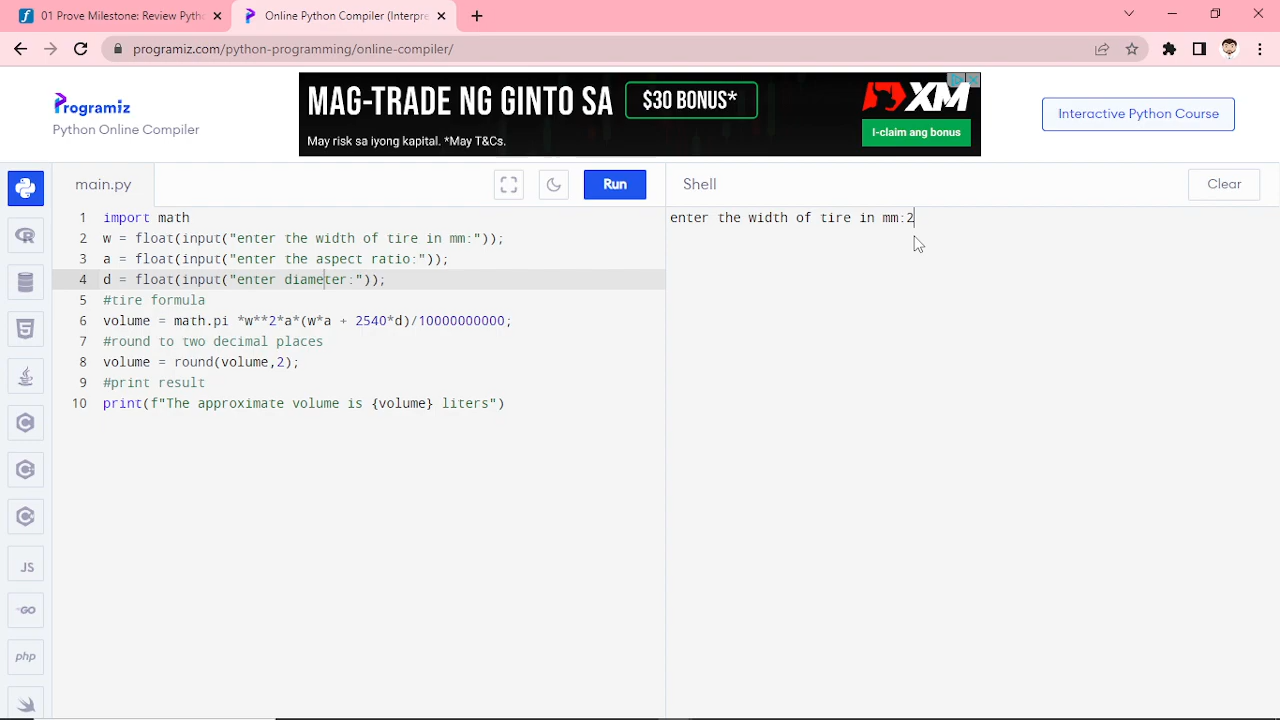 01 Prove Milestone: Review Pyth
Online Python Compiler (Interpre
programiz.com/python-programming/online-compiler/
Programiz
Python Online Compiler
MAG-TRADE NG GINTO SA
$30 BONUS*
May risk sa iyong kapital. *May T&Cs.
XM
I-claim ang bonus
Interactive Python Course
main.py
Run
Shell
Clear
1 import math
2 w = float(input("enter the width of tire in mm:"));
3 a = float(input("enter the aspect ratio:"));
4 d = float(input("enter diameter:"));
5 #tire formula
6 volume = math.pi *w**2*a*(w*a + 2540*d)/10000000000;
7 #round to two decimal places
8 volume = round(volume,2);
9 #print result
10 print(f"The approximate volume is {volume} liters")
enter the width of tire in mm:2
JS
GO
php